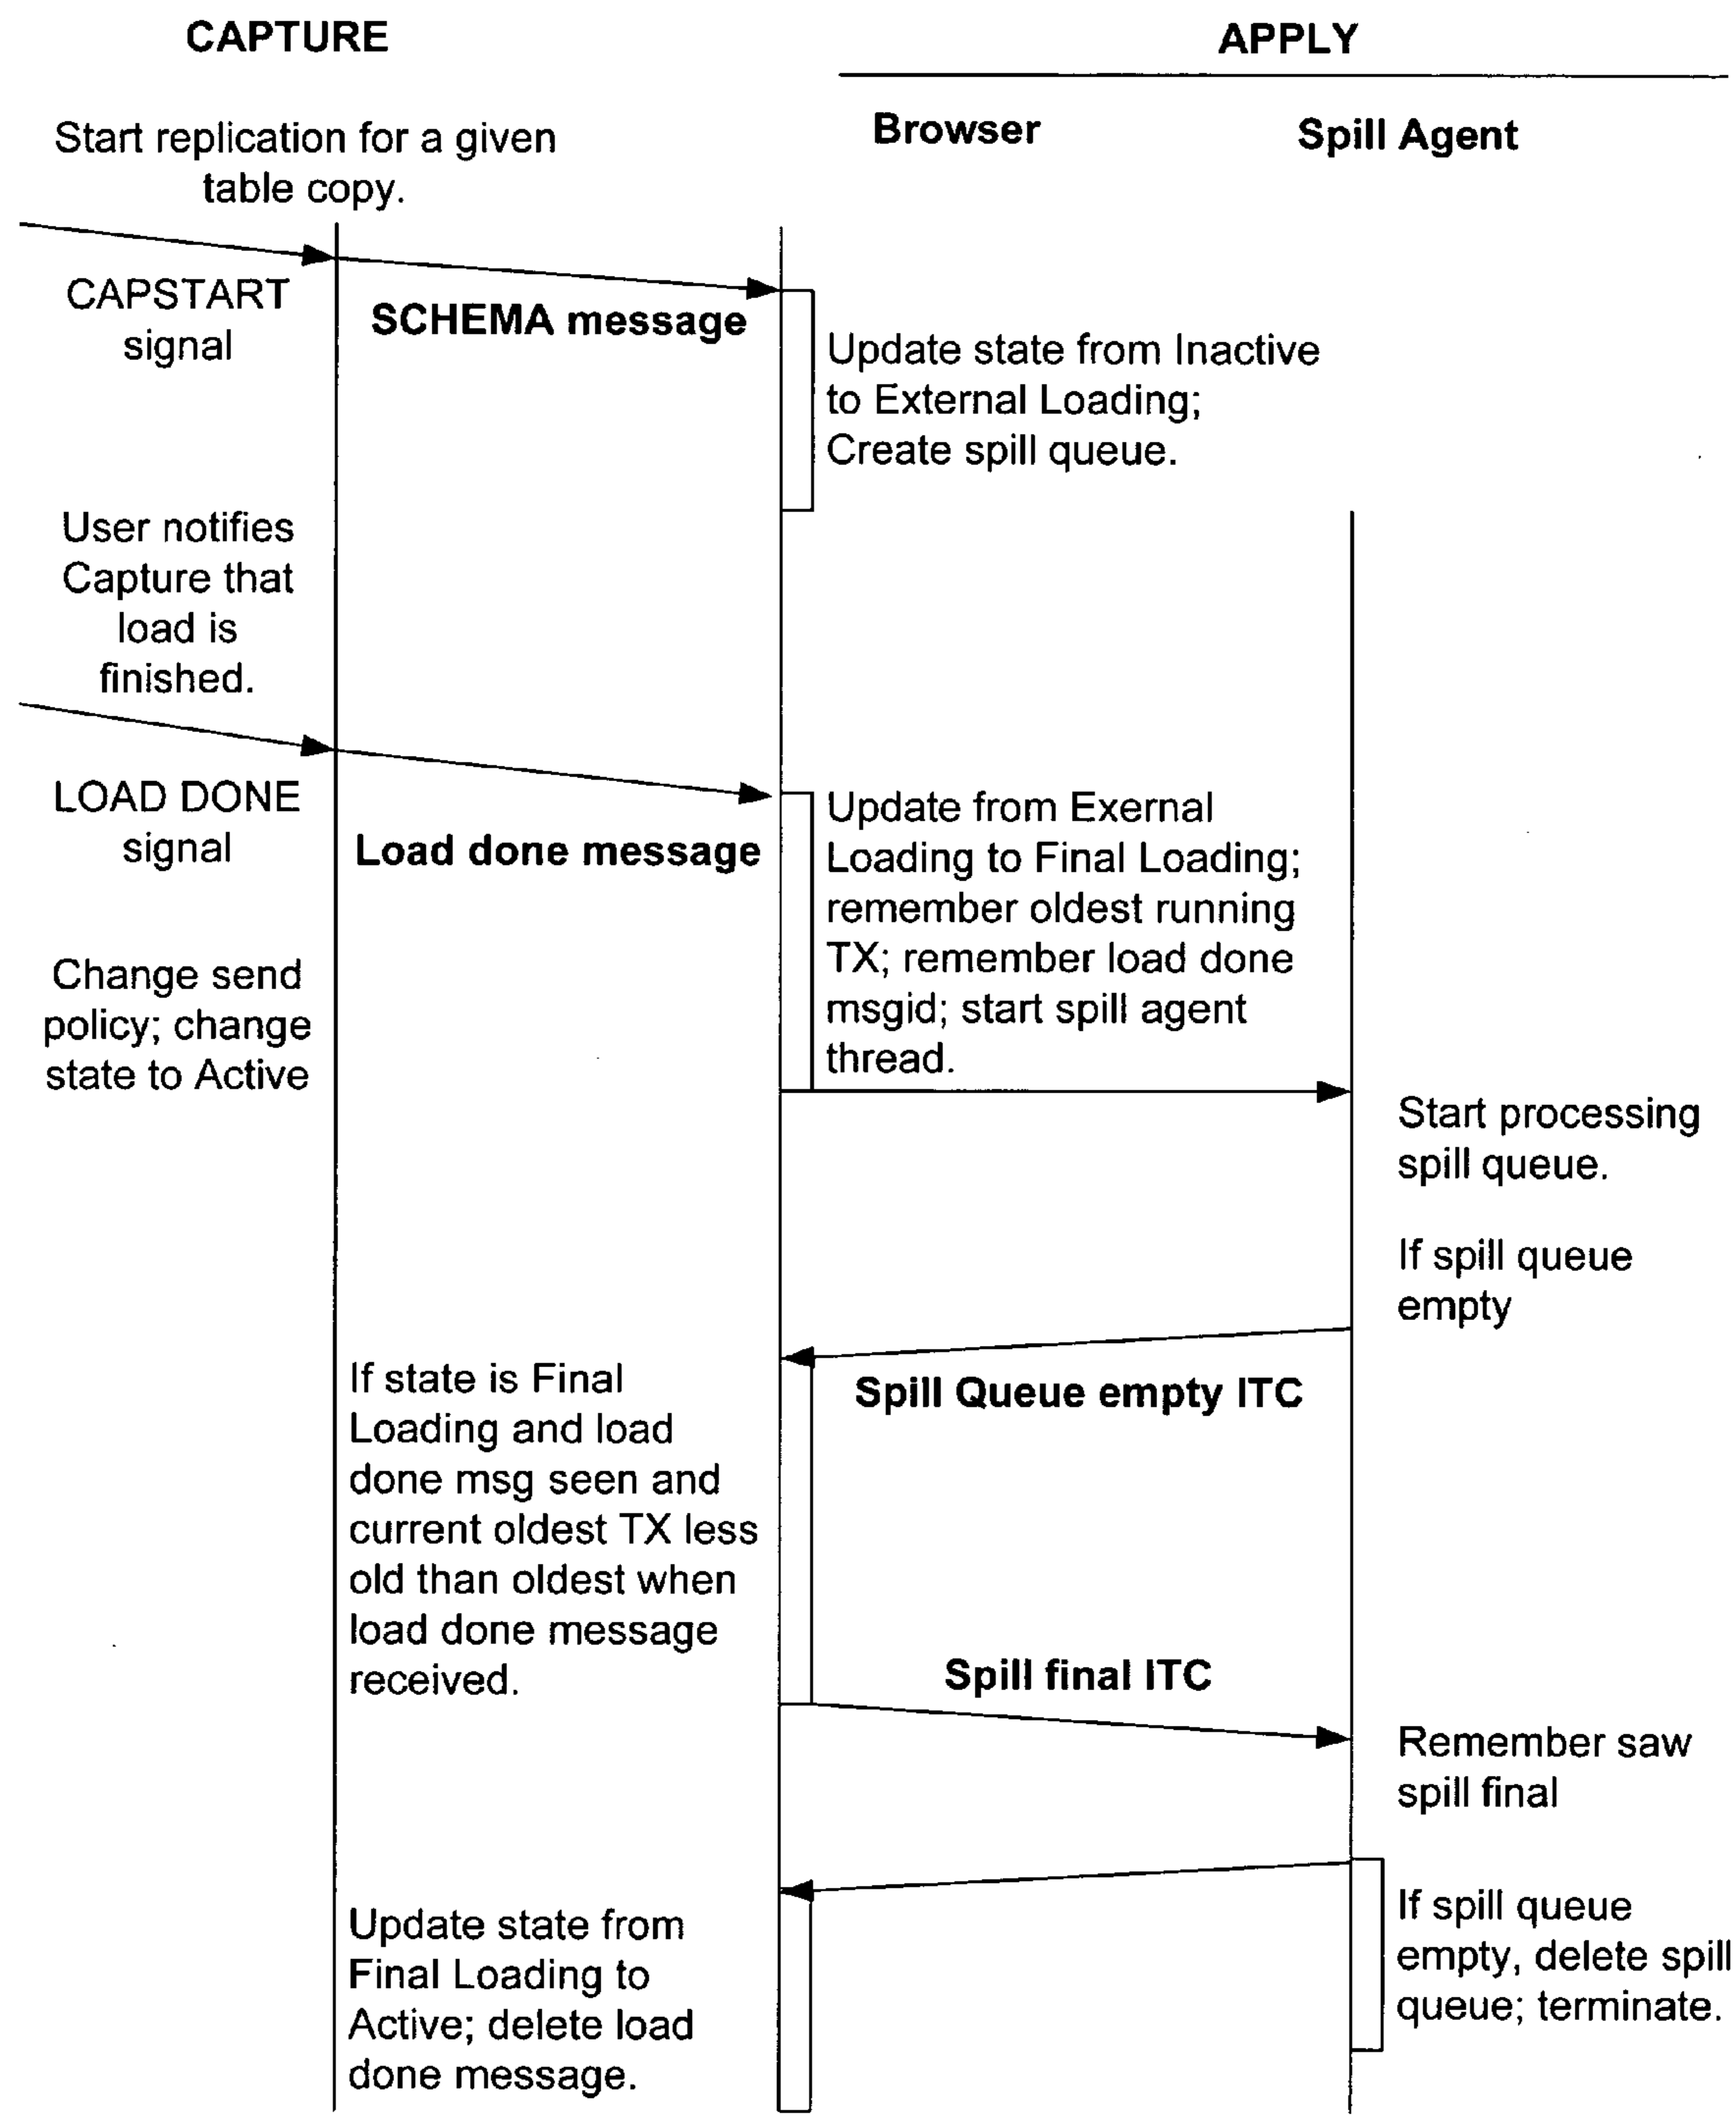 CAPTURE
APPLY
Browser
Spill Agent
Start replication for a given
table copy.
CAPSTART
signal
SCHEMA message
Update state from Inactive
to External Loading;
Create spill queue.
User notifies
Capture that
load is
finished.
LOAD DONE
signal
Load done message
Update from Exernal
Loading to Final Loading;
remember oldest running
TX; remember load done
msgid; start spill agent
thread.
Change send
policy; change
state to Active
Start processing
spill queue.
If spill queue
empty
Spill Queue empty ITC
If state is Final
Loading and load
done msg seen and
current oldest TX less
old than oldest when
load done message
received.
Spill final ITC
Remember saw
spill final
If spill queue
empty, delete spill
queue; terminate.
Update state from
Final Loading to
Active; delete load
done message.